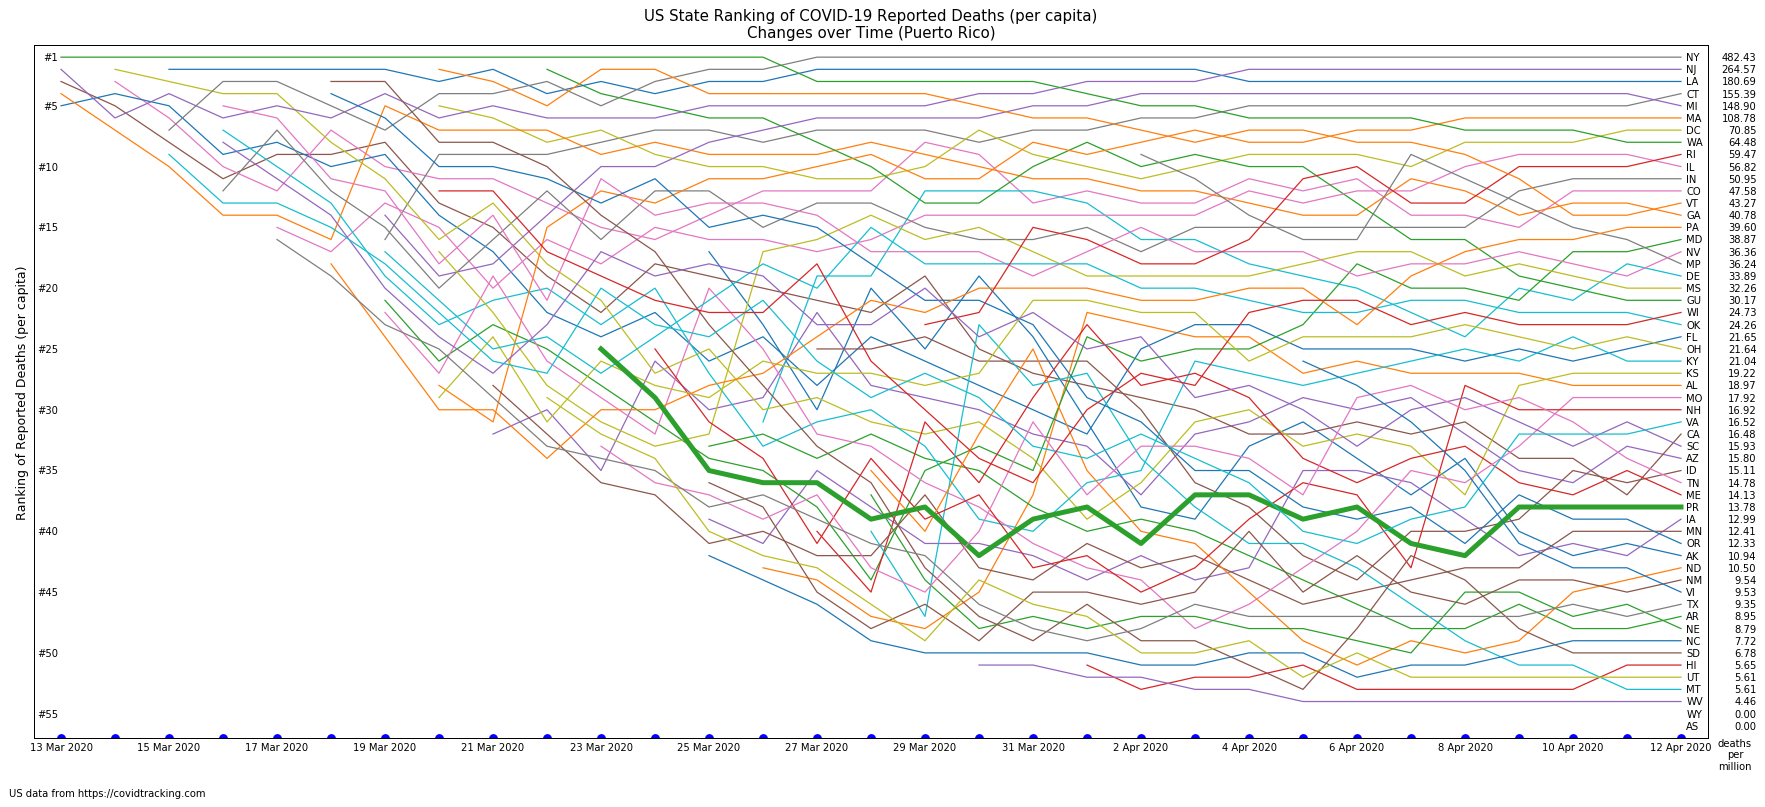 US State Ranking of COVID-19 Reported Deaths (per capita)
Changes over Time (Puerto Rico)
Ranking of Reported Deaths (per capita)
#1
#5
#10
#15
#20
#25
#30
#35
#40
#45
#50
#55
NY 482.43
NJ 264.57
LA 180.69
CT 155.39
MI 148.90
MA 108.78
DC 70.85
WA 64.48
RI 59.47
IL 56.82
IN 50.95
CO 47.58
VT 43.27
GA 40.78
PA 39.60
MD 38.87
NV 36.36
MP 36.24
DE 33.89
MS 32.26
GU 30.17
WI 24.73
OK 24.26
FL 21.65
OH 21.64
KY 21.04
KS 19.22
AL 18.97
MO 17.92
NH 16.92
VA 16.52
CA 16.48
SC 15.93
AZ 15.80
ID 15.11
TN 14.78
ME 14.13
PR 13.78
IA 12.99
MN 12.41
OR 12.33
AK 10.94
ND 10.50
NM 9.54
VI 9.53
TX 9.35
AR 8.95
NE 8.79
NC 7.72
SD 6.78
HI 5.65
UT 5.61
MT 5.61
WV 4.46
WY 0.00
AS 0.00
13 Mar 2020 15 Mar 2020 17 Mar 2020 19 Mar 2020 21 Mar 2020 23 Mar 2020 25 Mar 2020 27 Mar 2020 29 Mar 2020 31 Mar 2020 2 Apr 2020 4 Apr 2020 6 Apr 2020 8 Apr 2020 10 Apr 2020 12 Apr 2020
deaths
per
million
US data from https://covidtracking.com